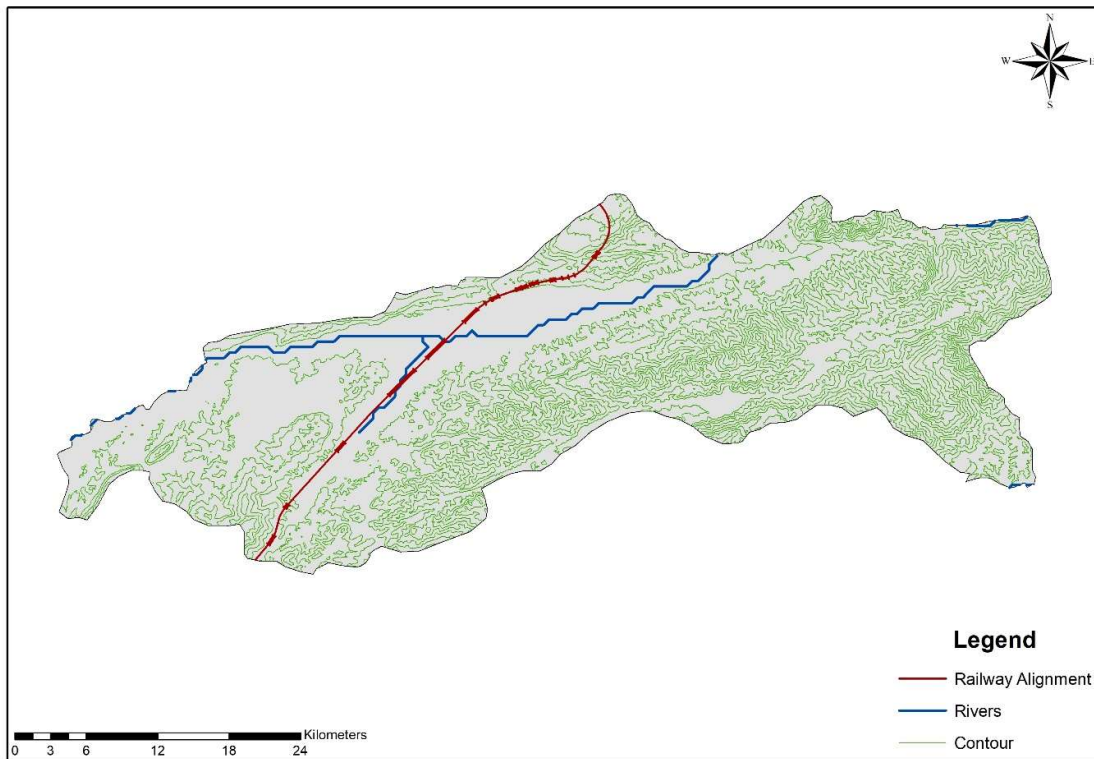 N
W E
S
Legend
Railway Alignment
Rivers
Contour
Kilometers
0 3 6 12 18 24